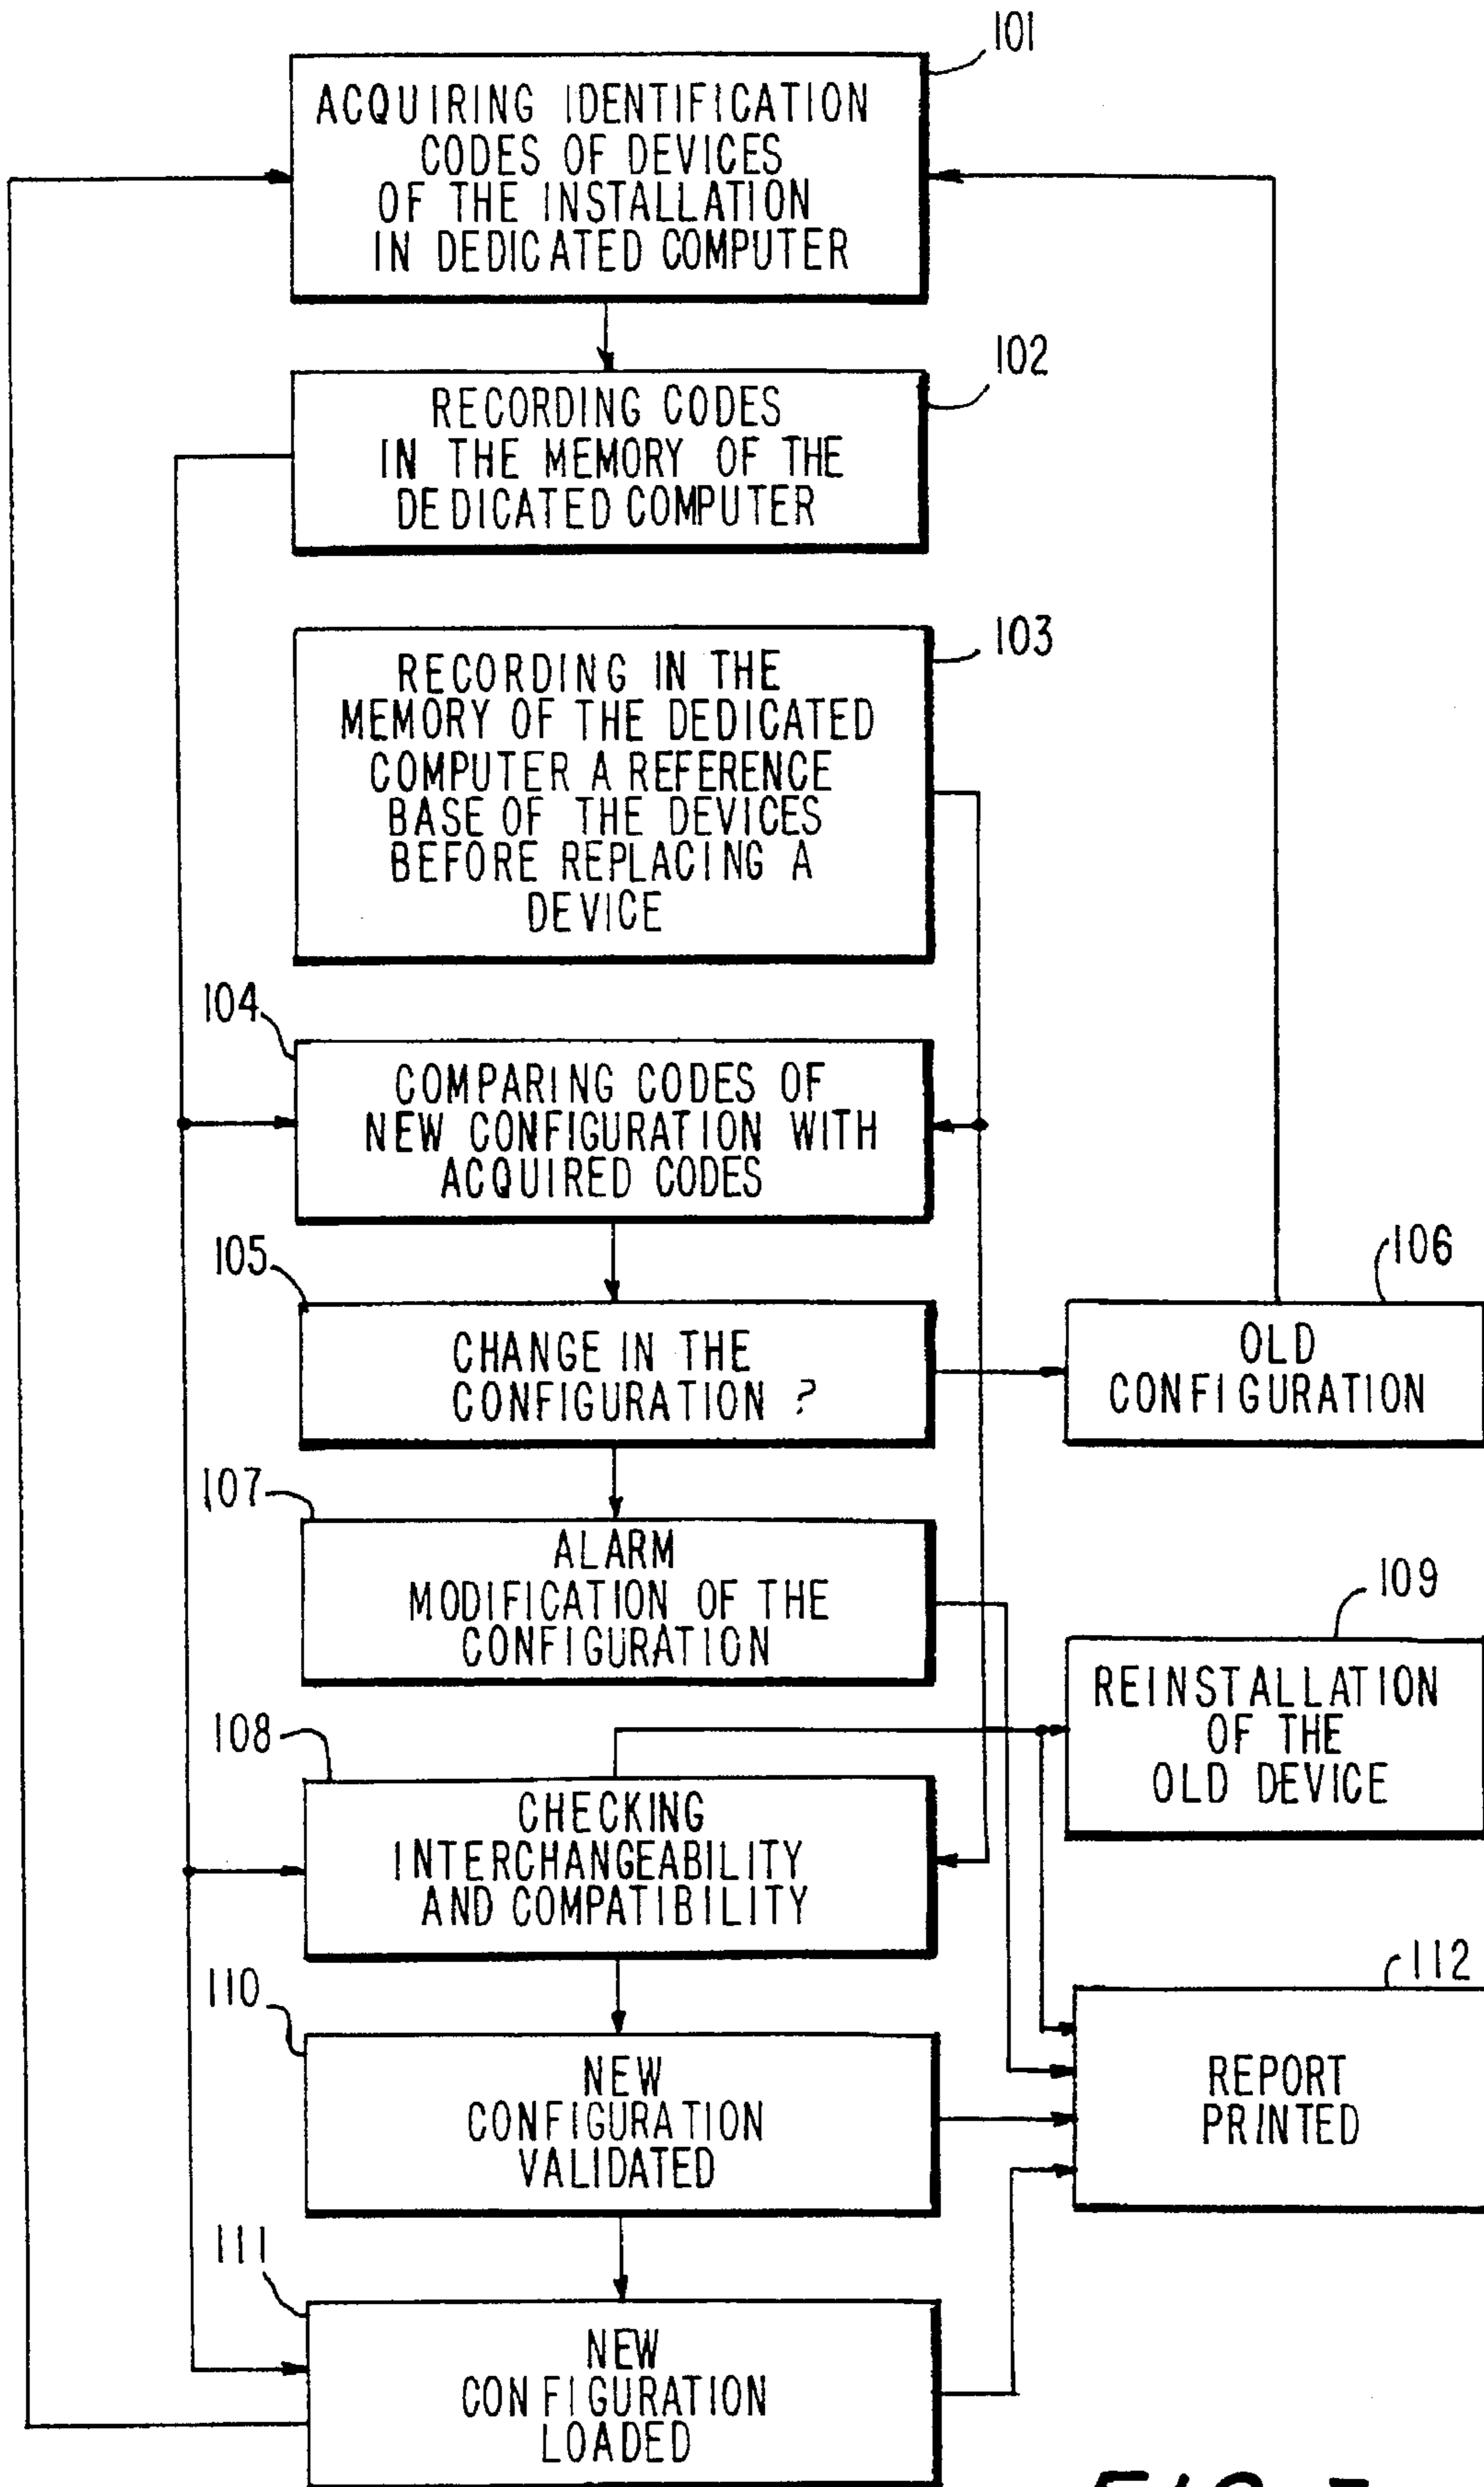 101
ACQUIRING IDENTIFICATION
CODES OF DEVICES
OF THE INSTALLATION
IN DEDICATED COMPUTER
102
RECORDING CODES
IN THE MEMORY OF THE
DEDICATED COMPUTER
103
RECORDING IN THE
MEMORY OF THE DEDICATED
COMPUTER A REFERENCE
BASE OF THE DEVICES
BEFORE REPLACING A
DEVICE
104
COMPARING CODES OF
NEW CONFIGURATION WITH
ACQUIRED CODES
105
CHANGE IN THE
CONFIGURATION ?
106
OLD
CONFIGURATION
107
ALARM
MODIFICATION OF THE
CONFIGURATION
109
REINSTALLATION
OF THE
OLD DEVICE
108
CHECKING
INTERCHANGEABILITY
AND COMPATIBILITY
110
NEW
CONFIGURATION
VALIDATED
112
REPORT
PRINTED
111
NEW
CONFIGURATION
LOADED